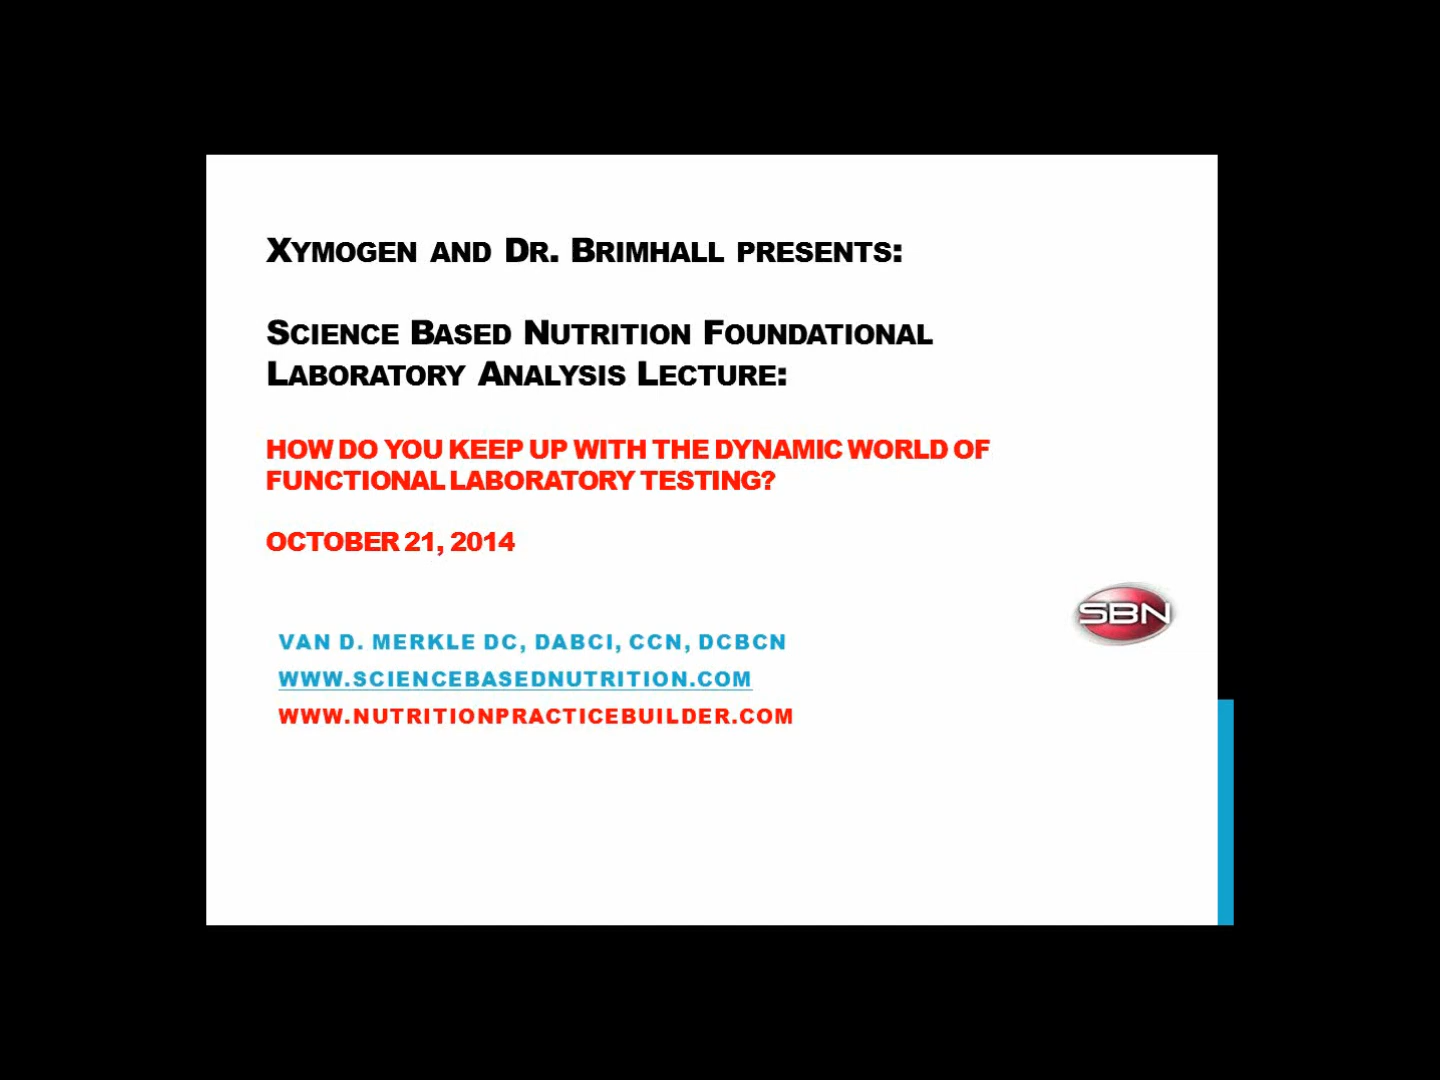 Xymogen and Dr. Brimhall presents:
Science Based Nutrition Foundational
Laboratory Analysis Lecture:
HOW DO YOU KEEP UP WITH THE DYNAMIC WORLD OF
FUNCTIONAL LABORATORY TESTING?
OCTOBER 21, 2014
SBN
VAN D. MERKLE DC, DABCI, CCN, DCBCN
WWW.SCIENCEBASEDNUTRITION.COM
WWW.NUTRITIONPRACTICEBUILDER.COM